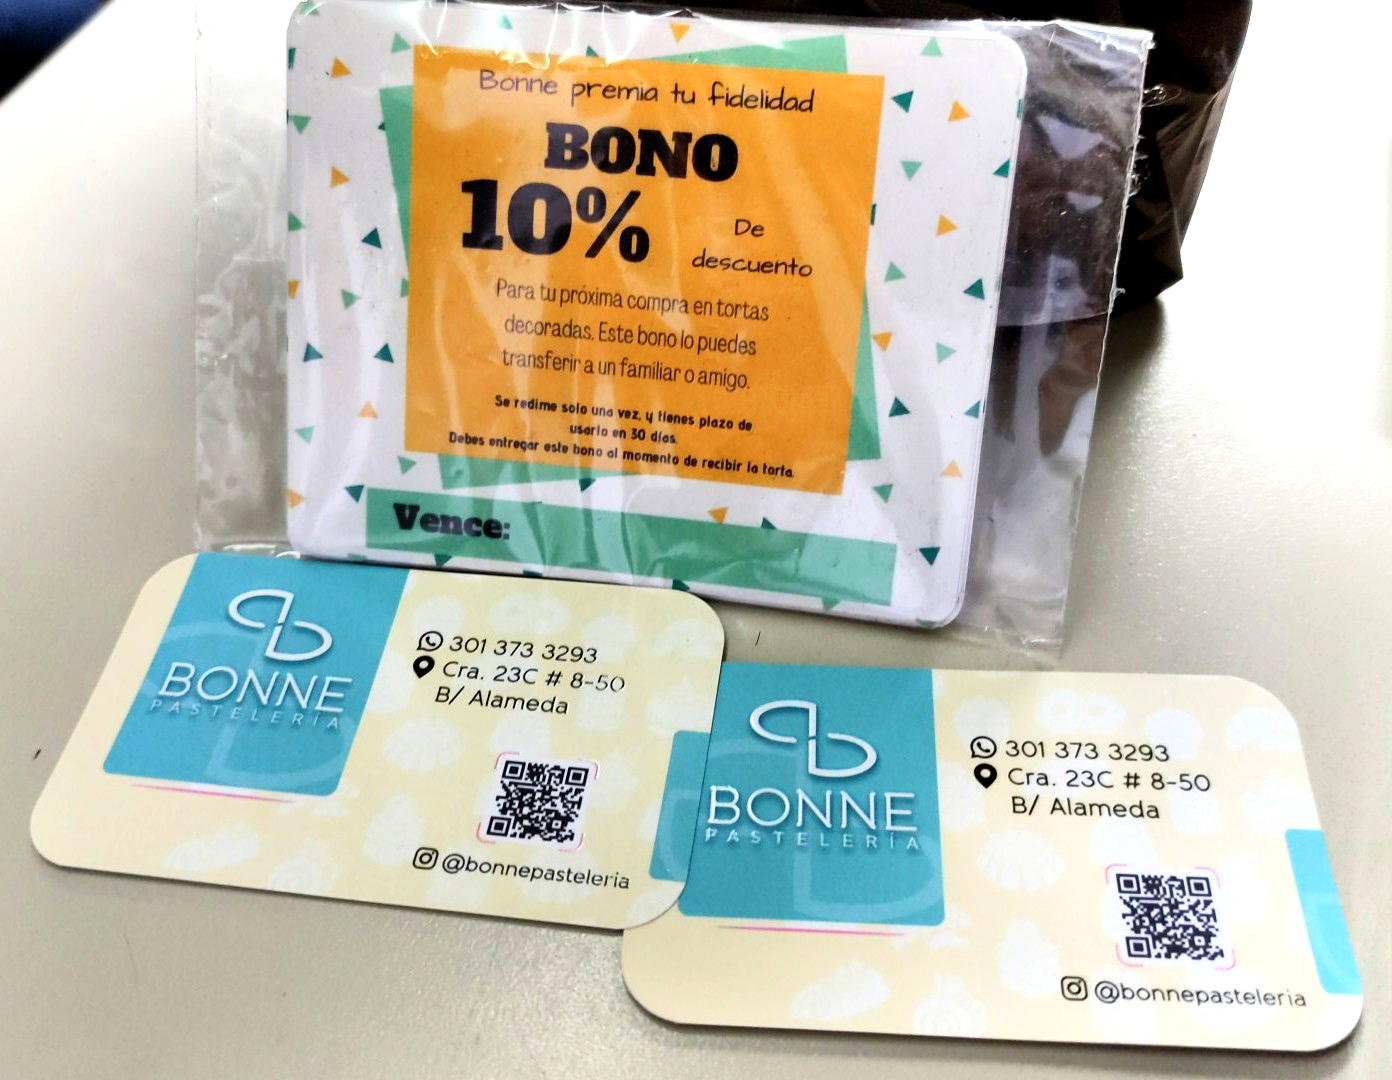 Bonne premia tu fidelidad
BONO
10%
De
descuento
Para tu próxima compra en tortas
decoradas. Este bono lo puedes
transferir a un familiar o amigo.
Se redime solo una vez, y tienes plazo de
usarlo en 30 días.
Debes entregar este bono al momento de recibir la torta.
Vence:
BONNE
PASTELERÍA
301 373 3293
Cra. 23C # 8-50
B/ Alameda
@bonnepasteleria
BONNE
PASTELERÍA
301 373 3293
Cra. 23C # 8-50
B/ Alameda
@bonnepasteleria